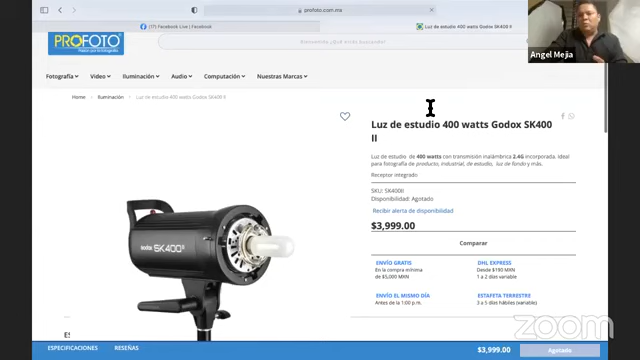 profoto.com.mx
(17) Facebook Live | Facebook
Luz de estudio 400 watts Godox SK400 II
PROFOTO
Fotografía
Video
Iluminación
Audio
Computación
Nuestras Marcas
Angel Mejia
Home
Iluminación
Luz de estudio 400 watts Godox SK400 II
Luz de estudio 400 watts Godox SK400
II
Luz de estudio de 400 watts con transmisión inalámbrica 2.4G incorporada. Ideal
para fotografía de producto, industrial, de estudio, luz de fondo y más.
Receptor integrado
SKU: SK400II
Disponibilidad: Agotado
Recibir alerta de disponibilidad
$3,999.00
Comparar
ENVÍO GRATIS
En la compra mínima
de $5,000 MXN
DHL EXPRESS
Desde $190 MXN
1 a 2 días variable
ENVÍO EL MISMO DÍA
Antes de la 1:00 p.m.
ESTAFETA TERRESTRE
3 a 5 días hábiles (variable)
Godox SK400II
zoom
ESPECIFICACIONES
RESEÑAS
$3,999.00
Agotado